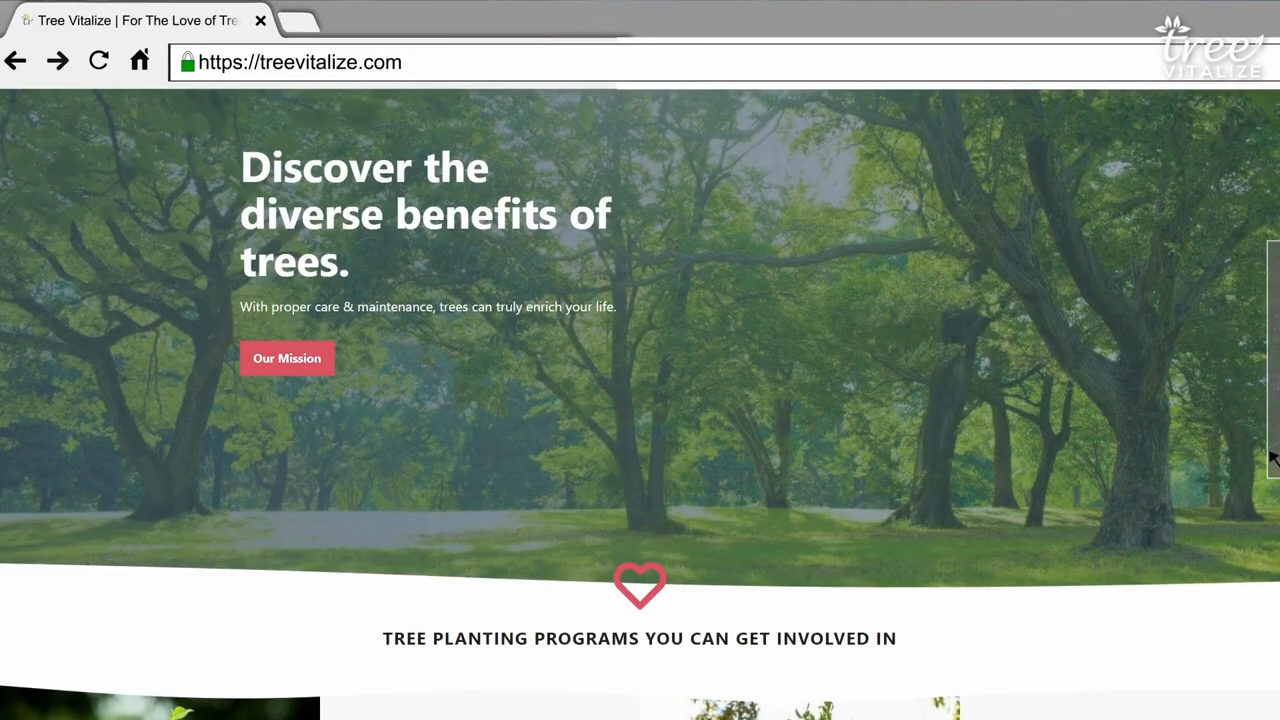 Tree Vitalize | For The Love of Tre
https://treevitalize.com
tree
VITALIZE
Discover the
diverse benefits of
trees.
With proper care & maintenance, trees can truly enrich your life.
Our Mission
TREE PLANTING PROGRAMS YOU CAN GET INVOLVED IN